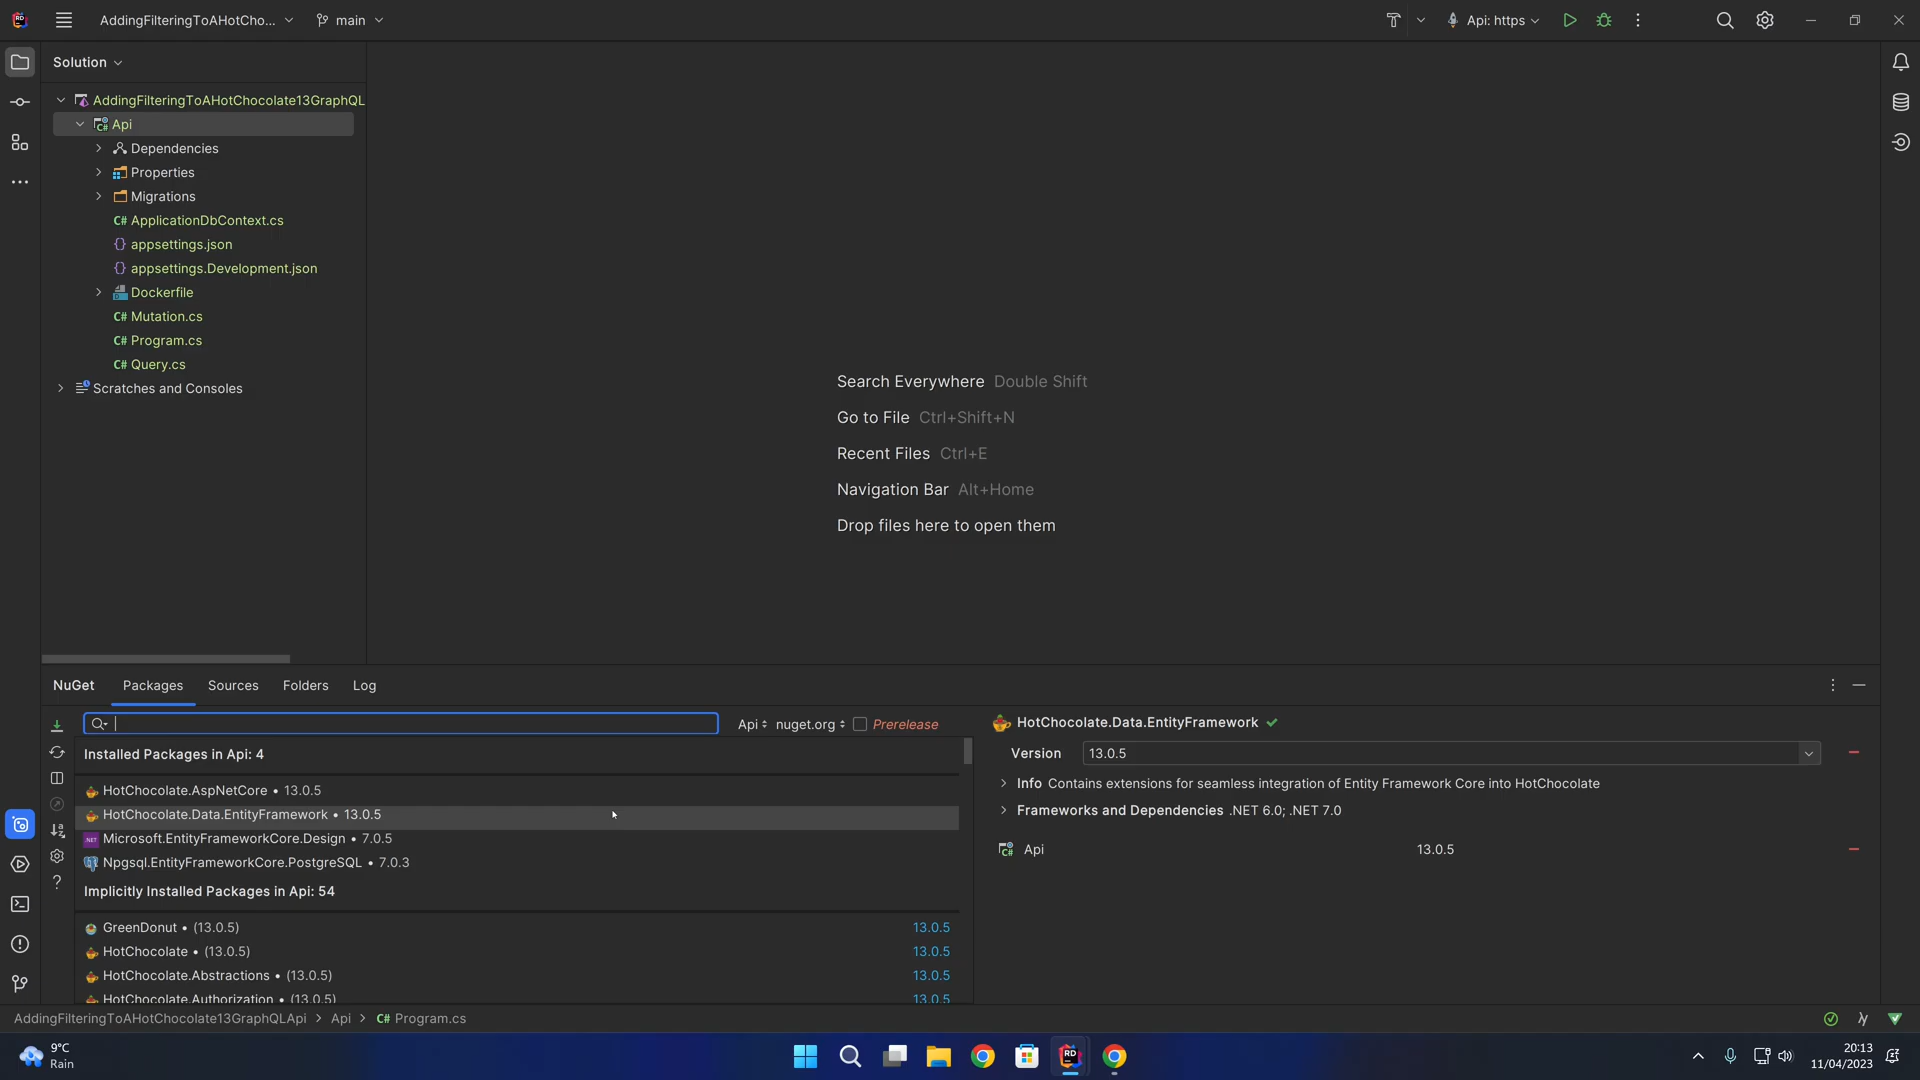 AddingFilteringToAHotCho...
main
Api: https
Solution
AddingFilteringToAHotChocolate13GraphQL
Api
Dependencies
Properties
Migrations
C# ApplicationDbContext.cs
{} appsettings.json
{} appsettings.Development.json
Dockerfile
C# Mutation.cs
C# Program.cs
C# Query.cs
Scratches and Consoles
Search Everywhere Double Shift
Go to File Ctrl+Shift+N
Recent Files Ctrl+E
Navigation Bar Alt+Home
Drop files here to open them
NuGet Packages Sources Folders Log
Api nuget.org Prerelease
Installed Packages in Api: 4
HotChocolate.AspNetCore • 13.0.5
HotChocolate.Data.EntityFramework • 13.0.5
Microsoft.EntityFrameworkCore.Design • 7.0.5
Npgsql.EntityFrameworkCore.PostgreSQL • 7.0.3
Implicitly Installed Packages in Api: 54
GreenDonut • (13.0.5) 13.0.5
HotChocolate • (13.0.5) 13.0.5
HotChocolate.Abstractions • (13.0.5) 13.0.5
HotChocolate.Authorization • (13.0.5) 13.0.5
HotChocolate.Data.EntityFramework
Version 13.0.5
Info Contains extensions for seamless integration of Entity Framework Core into HotChocolate
Frameworks and Dependencies .NET 6.0; .NET 7.0
Api 13.0.5
AddingFilteringToAHotChocolate13GraphQLApi > Api > C# Program.cs
9°C
Rain
20:13
11/04/2023